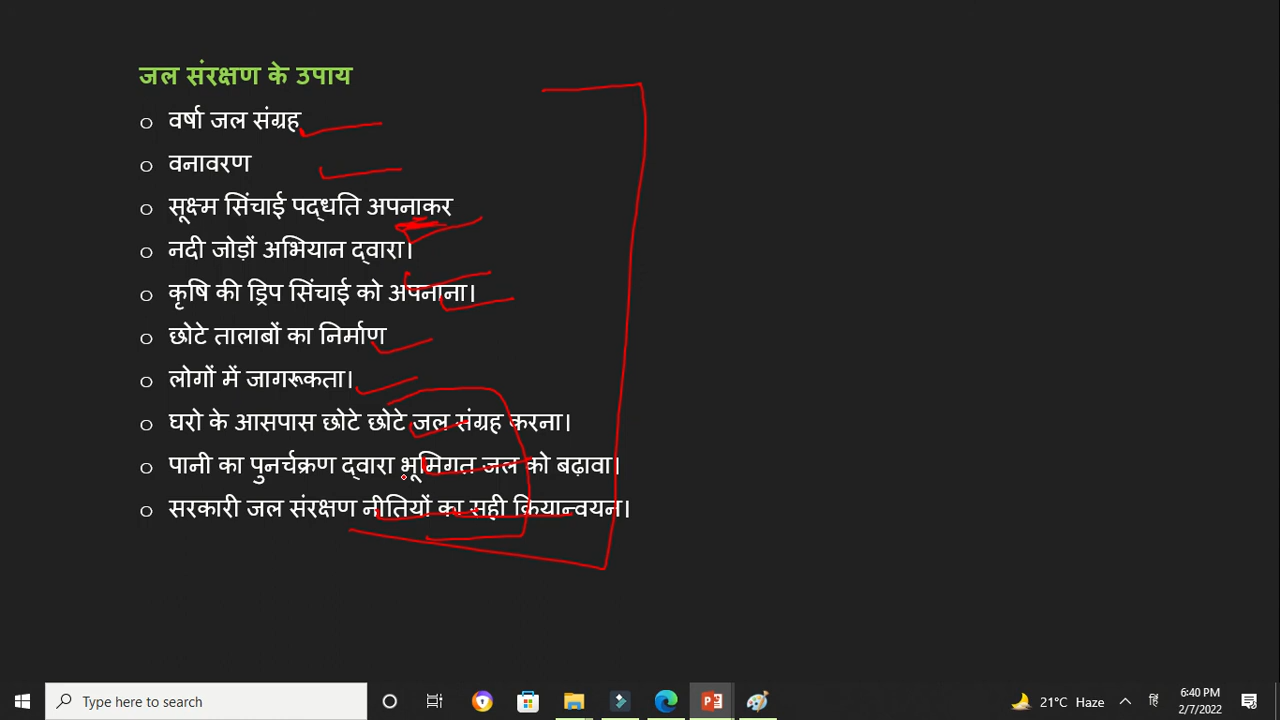 जल संरक्षण के उपाय
o वर्षा जल संग्रह
o वनावरण
o सूक्ष्म सिंचाई पद्धति अपनाकर
o नदी जोड़ों अभियान द्वारा।
o कृषि की ड्रिप सिंचाई को अपनाना।
o छोटे तालाबों का निर्माण
o लोगों में जागरूकता।
o घरो के आसपास छोटे छोटे जल संग्रह करना।
o पानी का पुनर्चक्रण द्वारा भूमिगत जल को बढ़ावा।
o सरकारी जल संरक्षण नीतियों का सही क्रियान्वयन।
Type here to search
21°C Haze
हिं
6:40 PM
2/7/2022